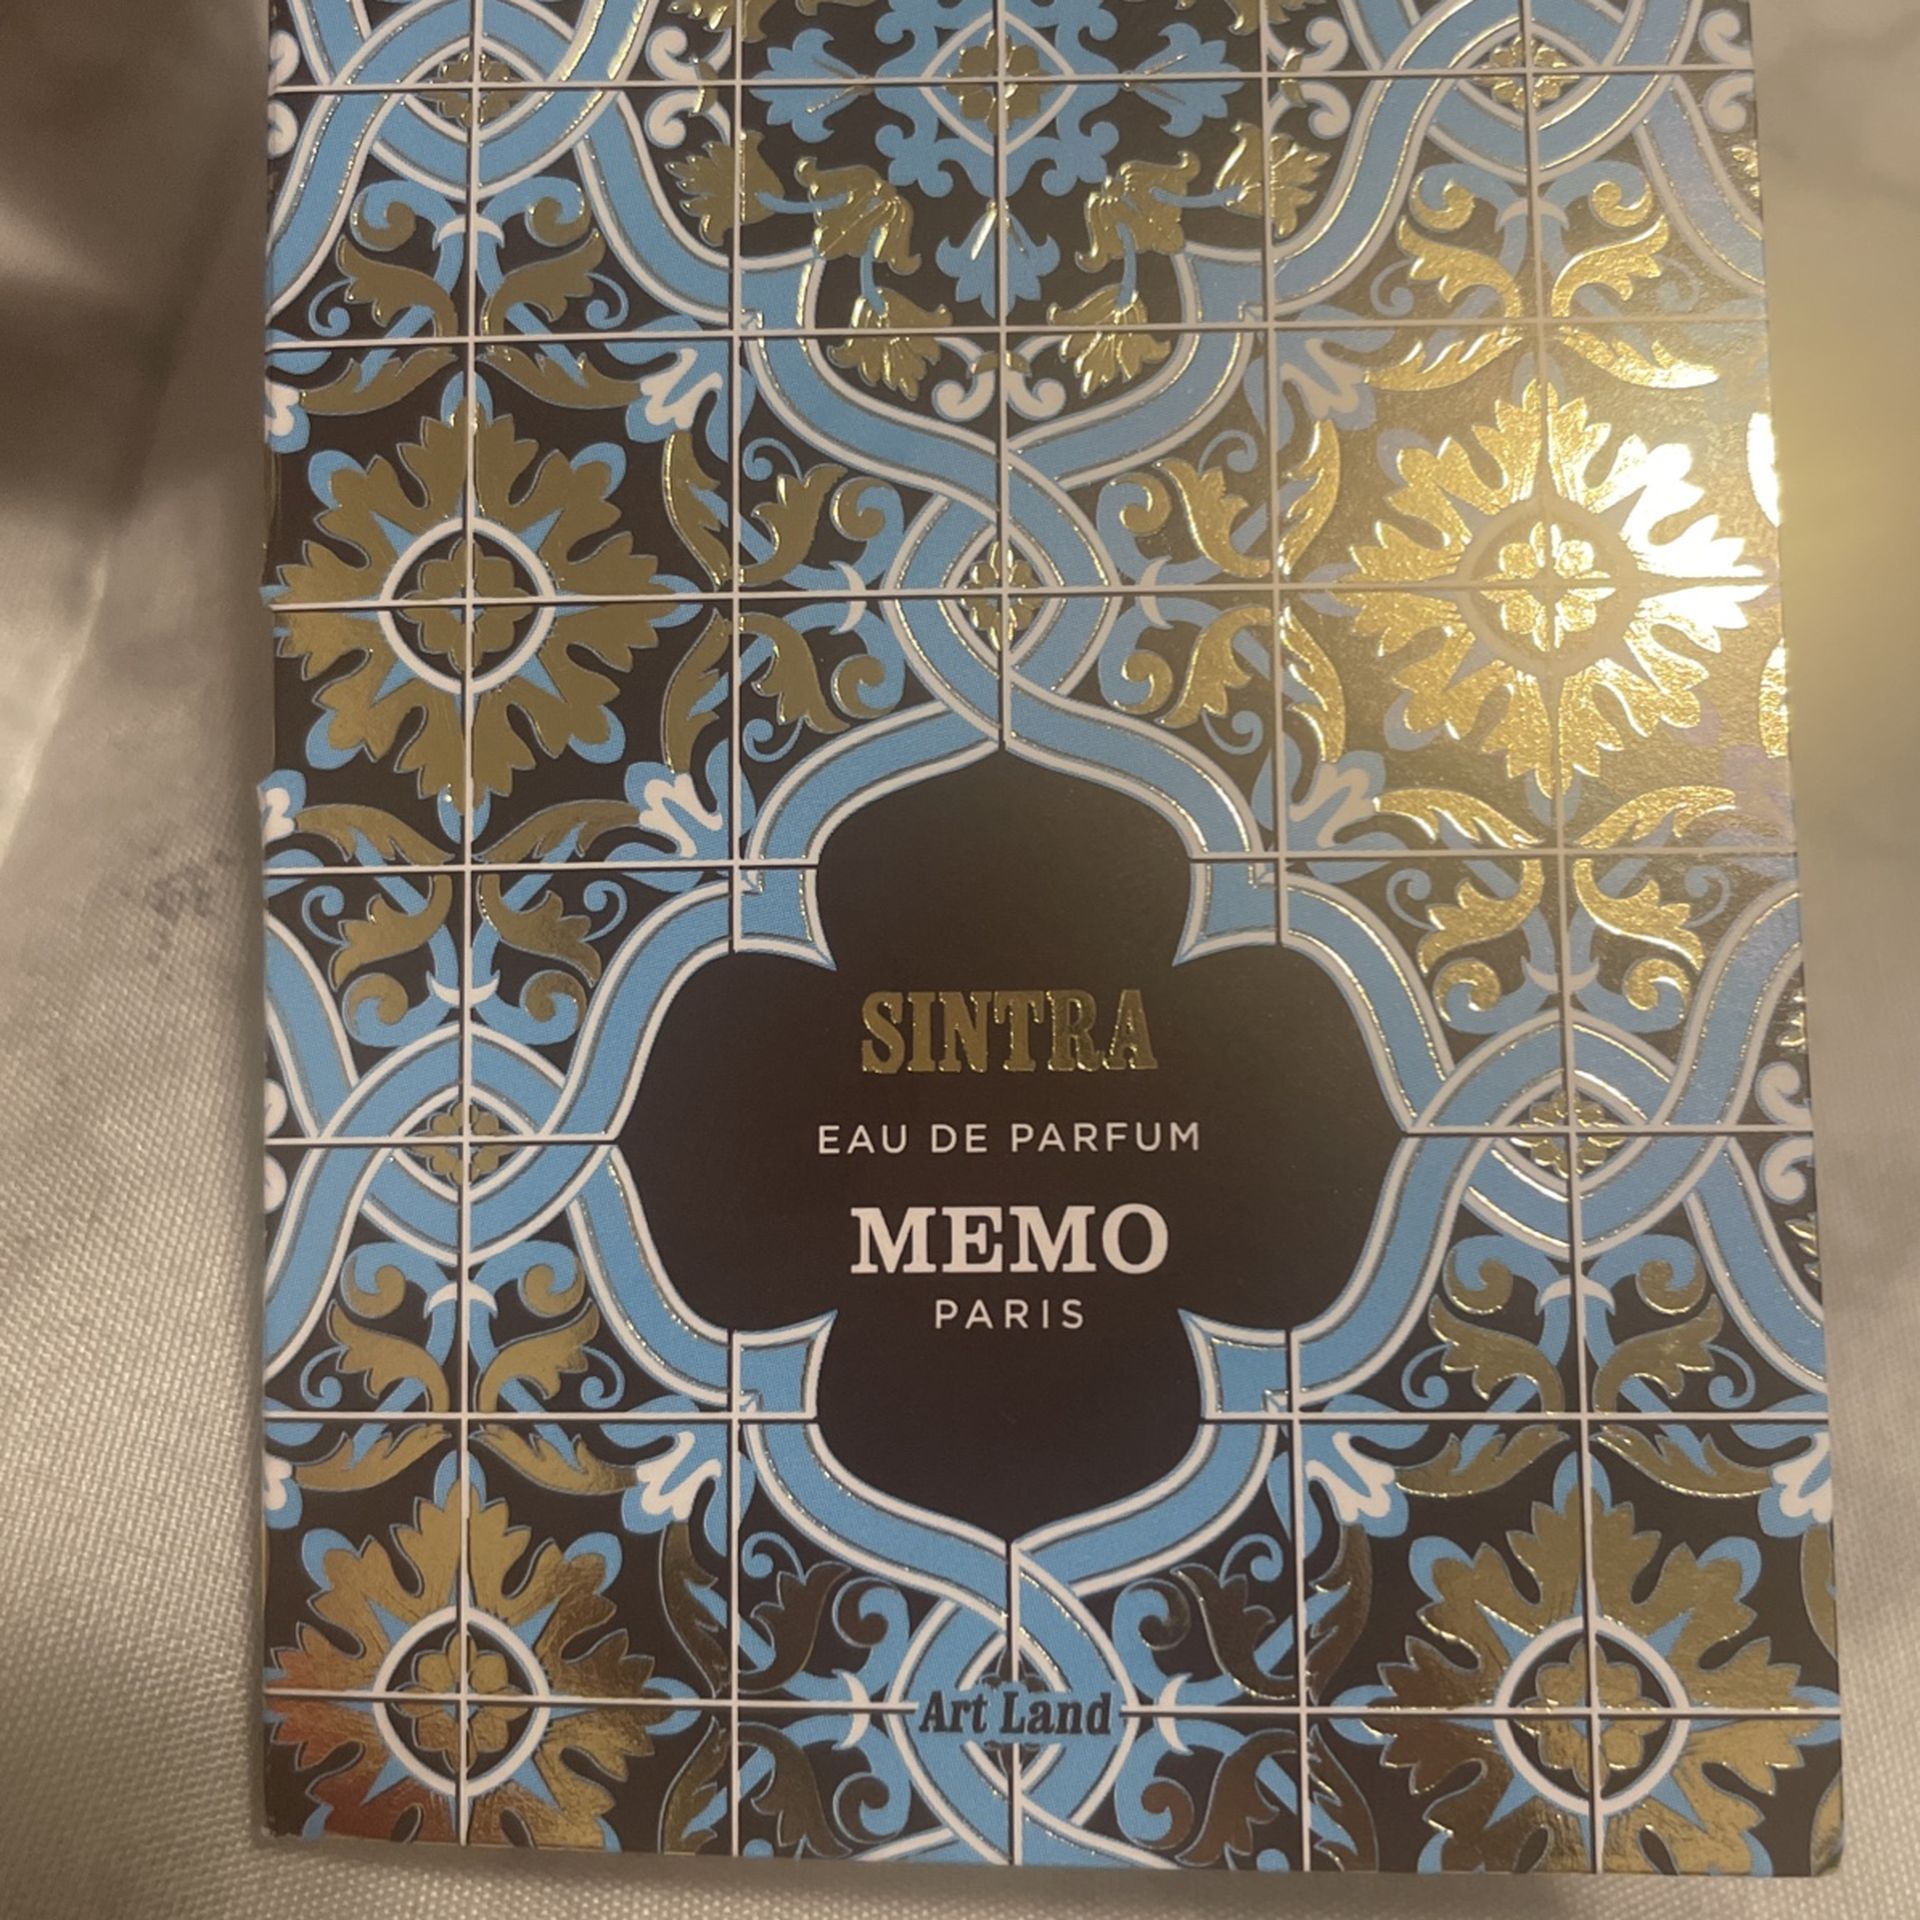 SINTRA
EAU DE PARFUM
MEMO
PARIS
Art Land